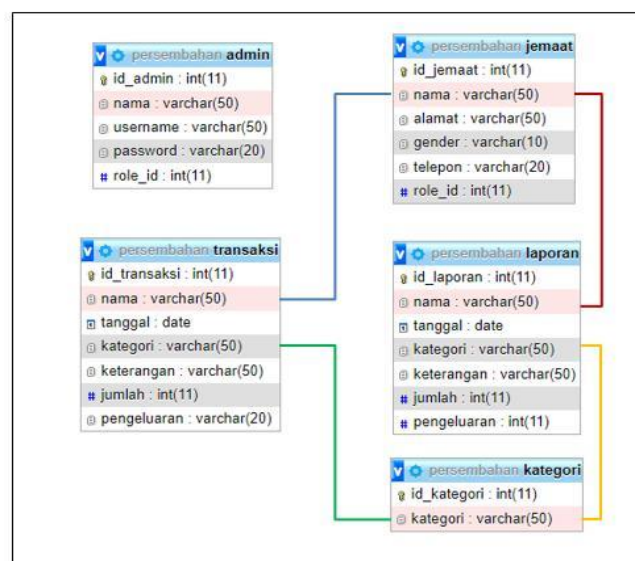 persembahan admin
id_admin : int(11)
nama : varchar(50)
username : varchar(50)
password : varchar(20)
role_id : int(11)
persembahan jemaat
id_jemaat : int(11)
nama : varchar(50)
alamat : varchar(50)
gender : varchar(10)
telepon : varchar(20)
role_id : int(11)
persembahan transaksi
id_transaksi : int(11)
nama : varchar(50)
tanggal : date
kategori : varchar(50)
keterangan : varchar(50)
jumlah : int(11)
pengeluaran : varchar(20)
persembahan laporan
id_laporan : int(11)
nama : varchar(50)
tanggal : date
kategori : varchar(50)
keterangan : varchar(50)
jumlah : int(11)
pengeluaran : int(11)
persembahan kategori
id_kategori : int(11)
kategori : varchar(50)